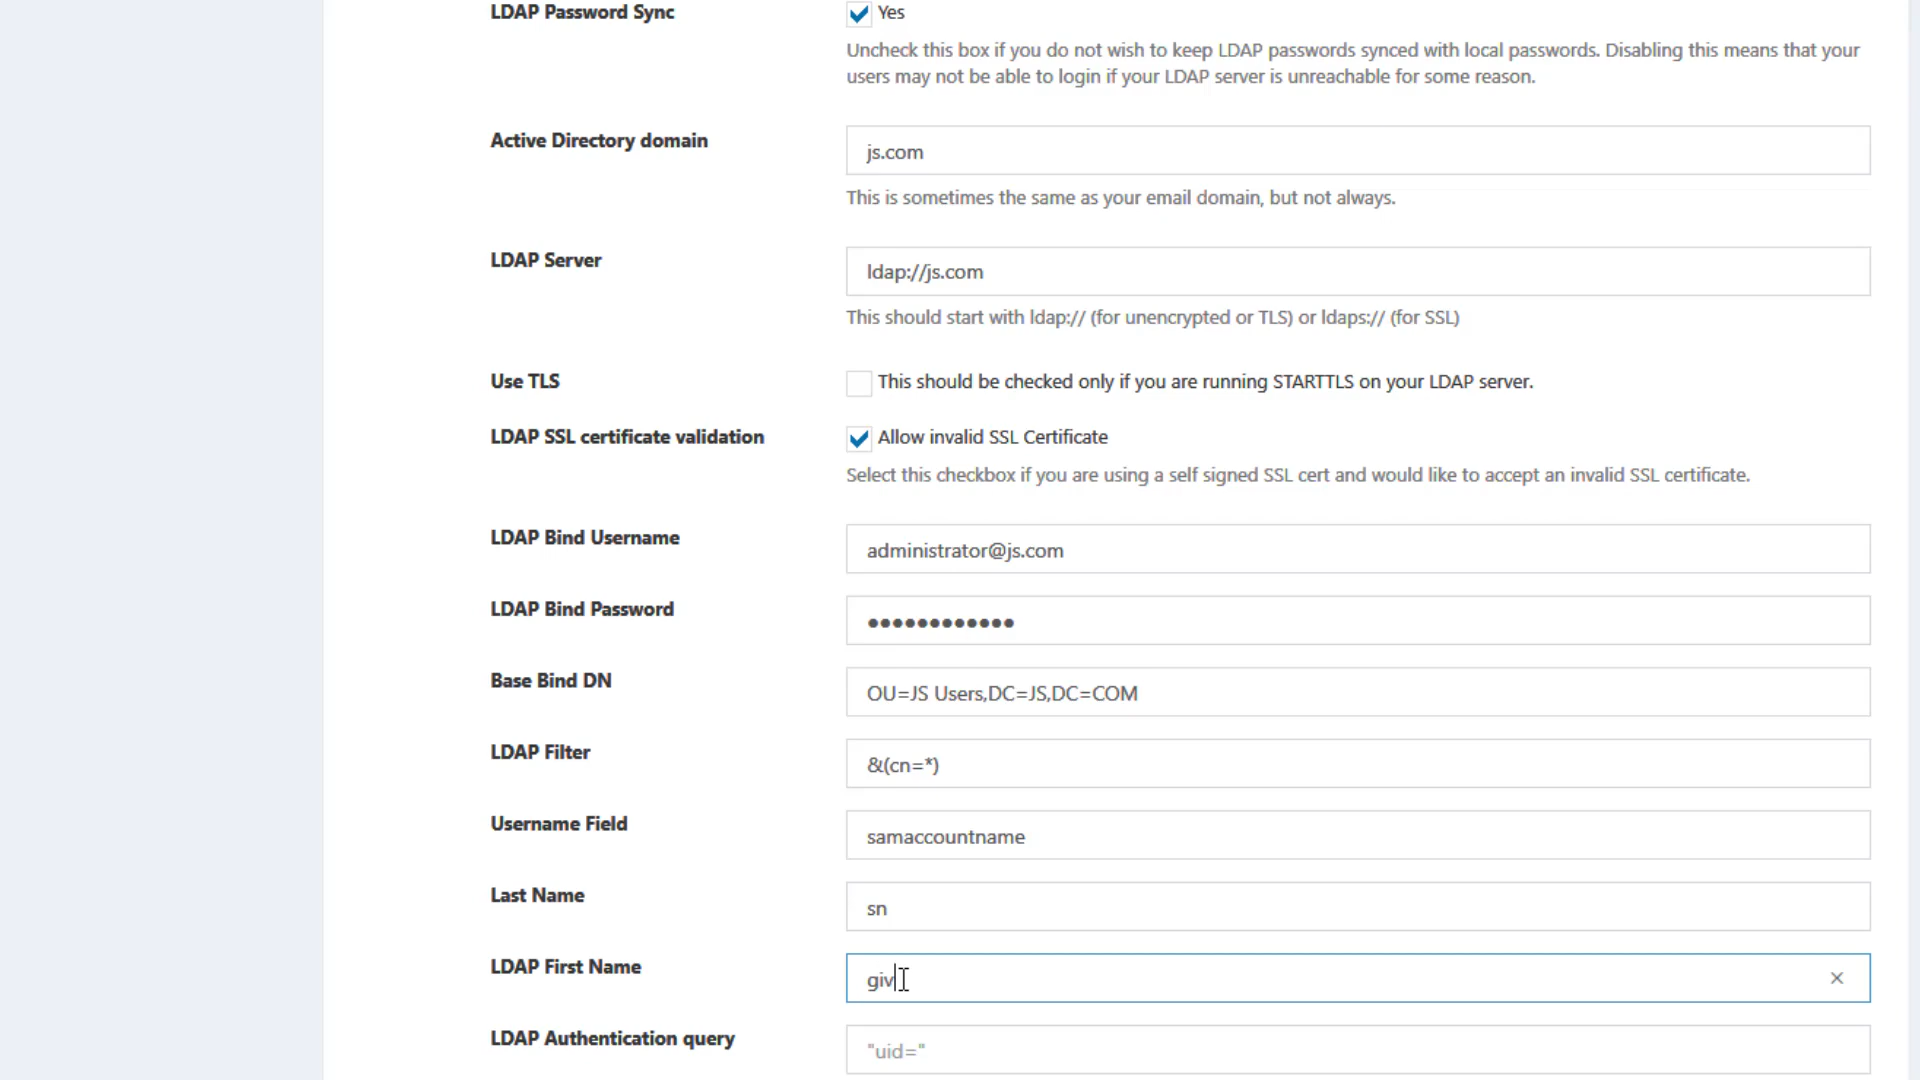 LDAP Password Sync
Yes
Uncheck this box if you do not wish to keep LDAP passwords synced with local passwords. Disabling this means that your
users may not be able to login if your LDAP server is unreachable for some reason.
Active Directory domain
js.com
This is sometimes the same as your email domain, but not always.
LDAP Server
ldap://js.com
This should start with ldap:// (for unencrypted or TLS) or ldaps:// (for SSL)
Use TLS
This should be checked only if you are running STARTTLS on your LDAP server.
LDAP SSL certificate validation
Allow invalid SSL Certificate
Select this checkbox if you are using a self signed SSL cert and would like to accept an invalid SSL certificate.
LDAP Bind Username
administrator@js.com
LDAP Bind Password
••••••••••••
Base Bind DN
OU=JS Users,DC=JS,DC=COM
LDAP Filter
&(cn=*)
Username Field
samaccountname
Last Name
sn
LDAP First Name
giv
LDAP Authentication query
"uid="